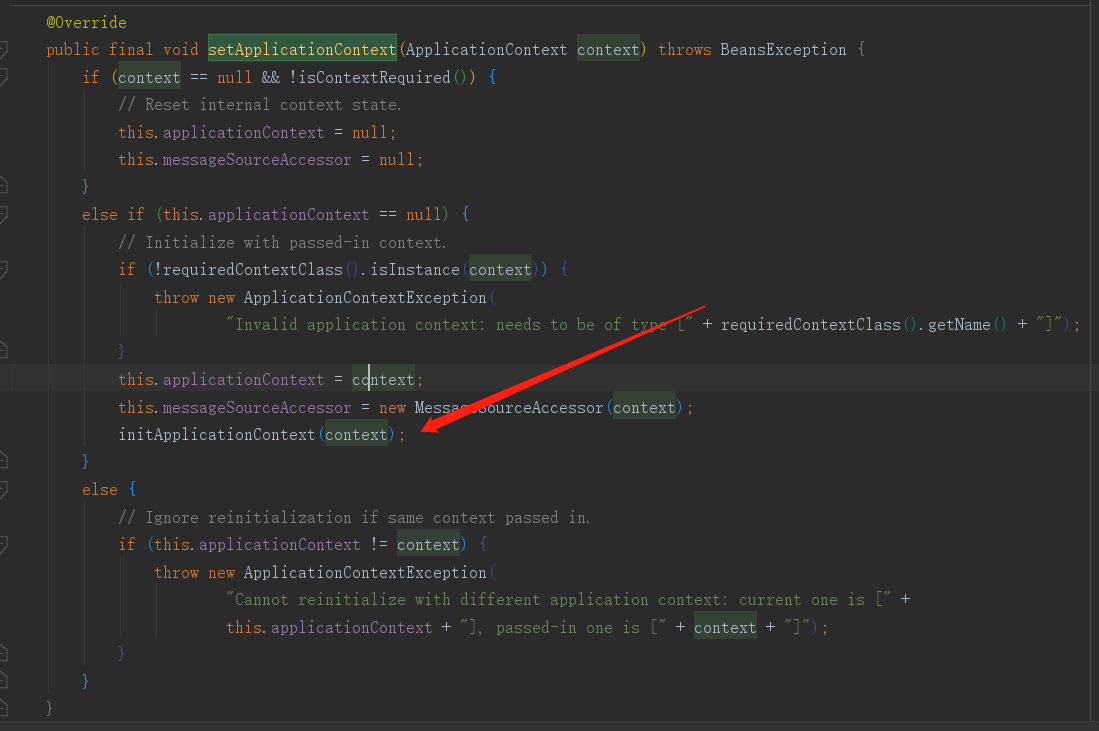 @Override
public final void setApplicationContext(ApplicationContext context) throws BeansException {
if (context == null && !isContextRequired()) {
// Reset internal context state.
this.applicationContext = null;
this.messageSourceAccessor = null;
}
else if (this.applicationContext == null) {
// Initialize with passed-in context.
if (!requiredContextClass().isInstance(context)) {
throw new ApplicationContextException(
"Invalid application context: needs to be of type [" + requiredContextClass().getName() + "]");
}
this.applicationContext = context;
this.messageSourceAccessor = new MessageSourceAccessor(context);
initApplicationContext(context);
}
else {
// Ignore reinitialization if same context passed in.
if (this.applicationContext != context) {
throw new ApplicationContextException(
"Cannot reinitialize with different application context: current one is [" +
this.applicationContext + "], passed-in one is [" + context + "]");
}
}
}